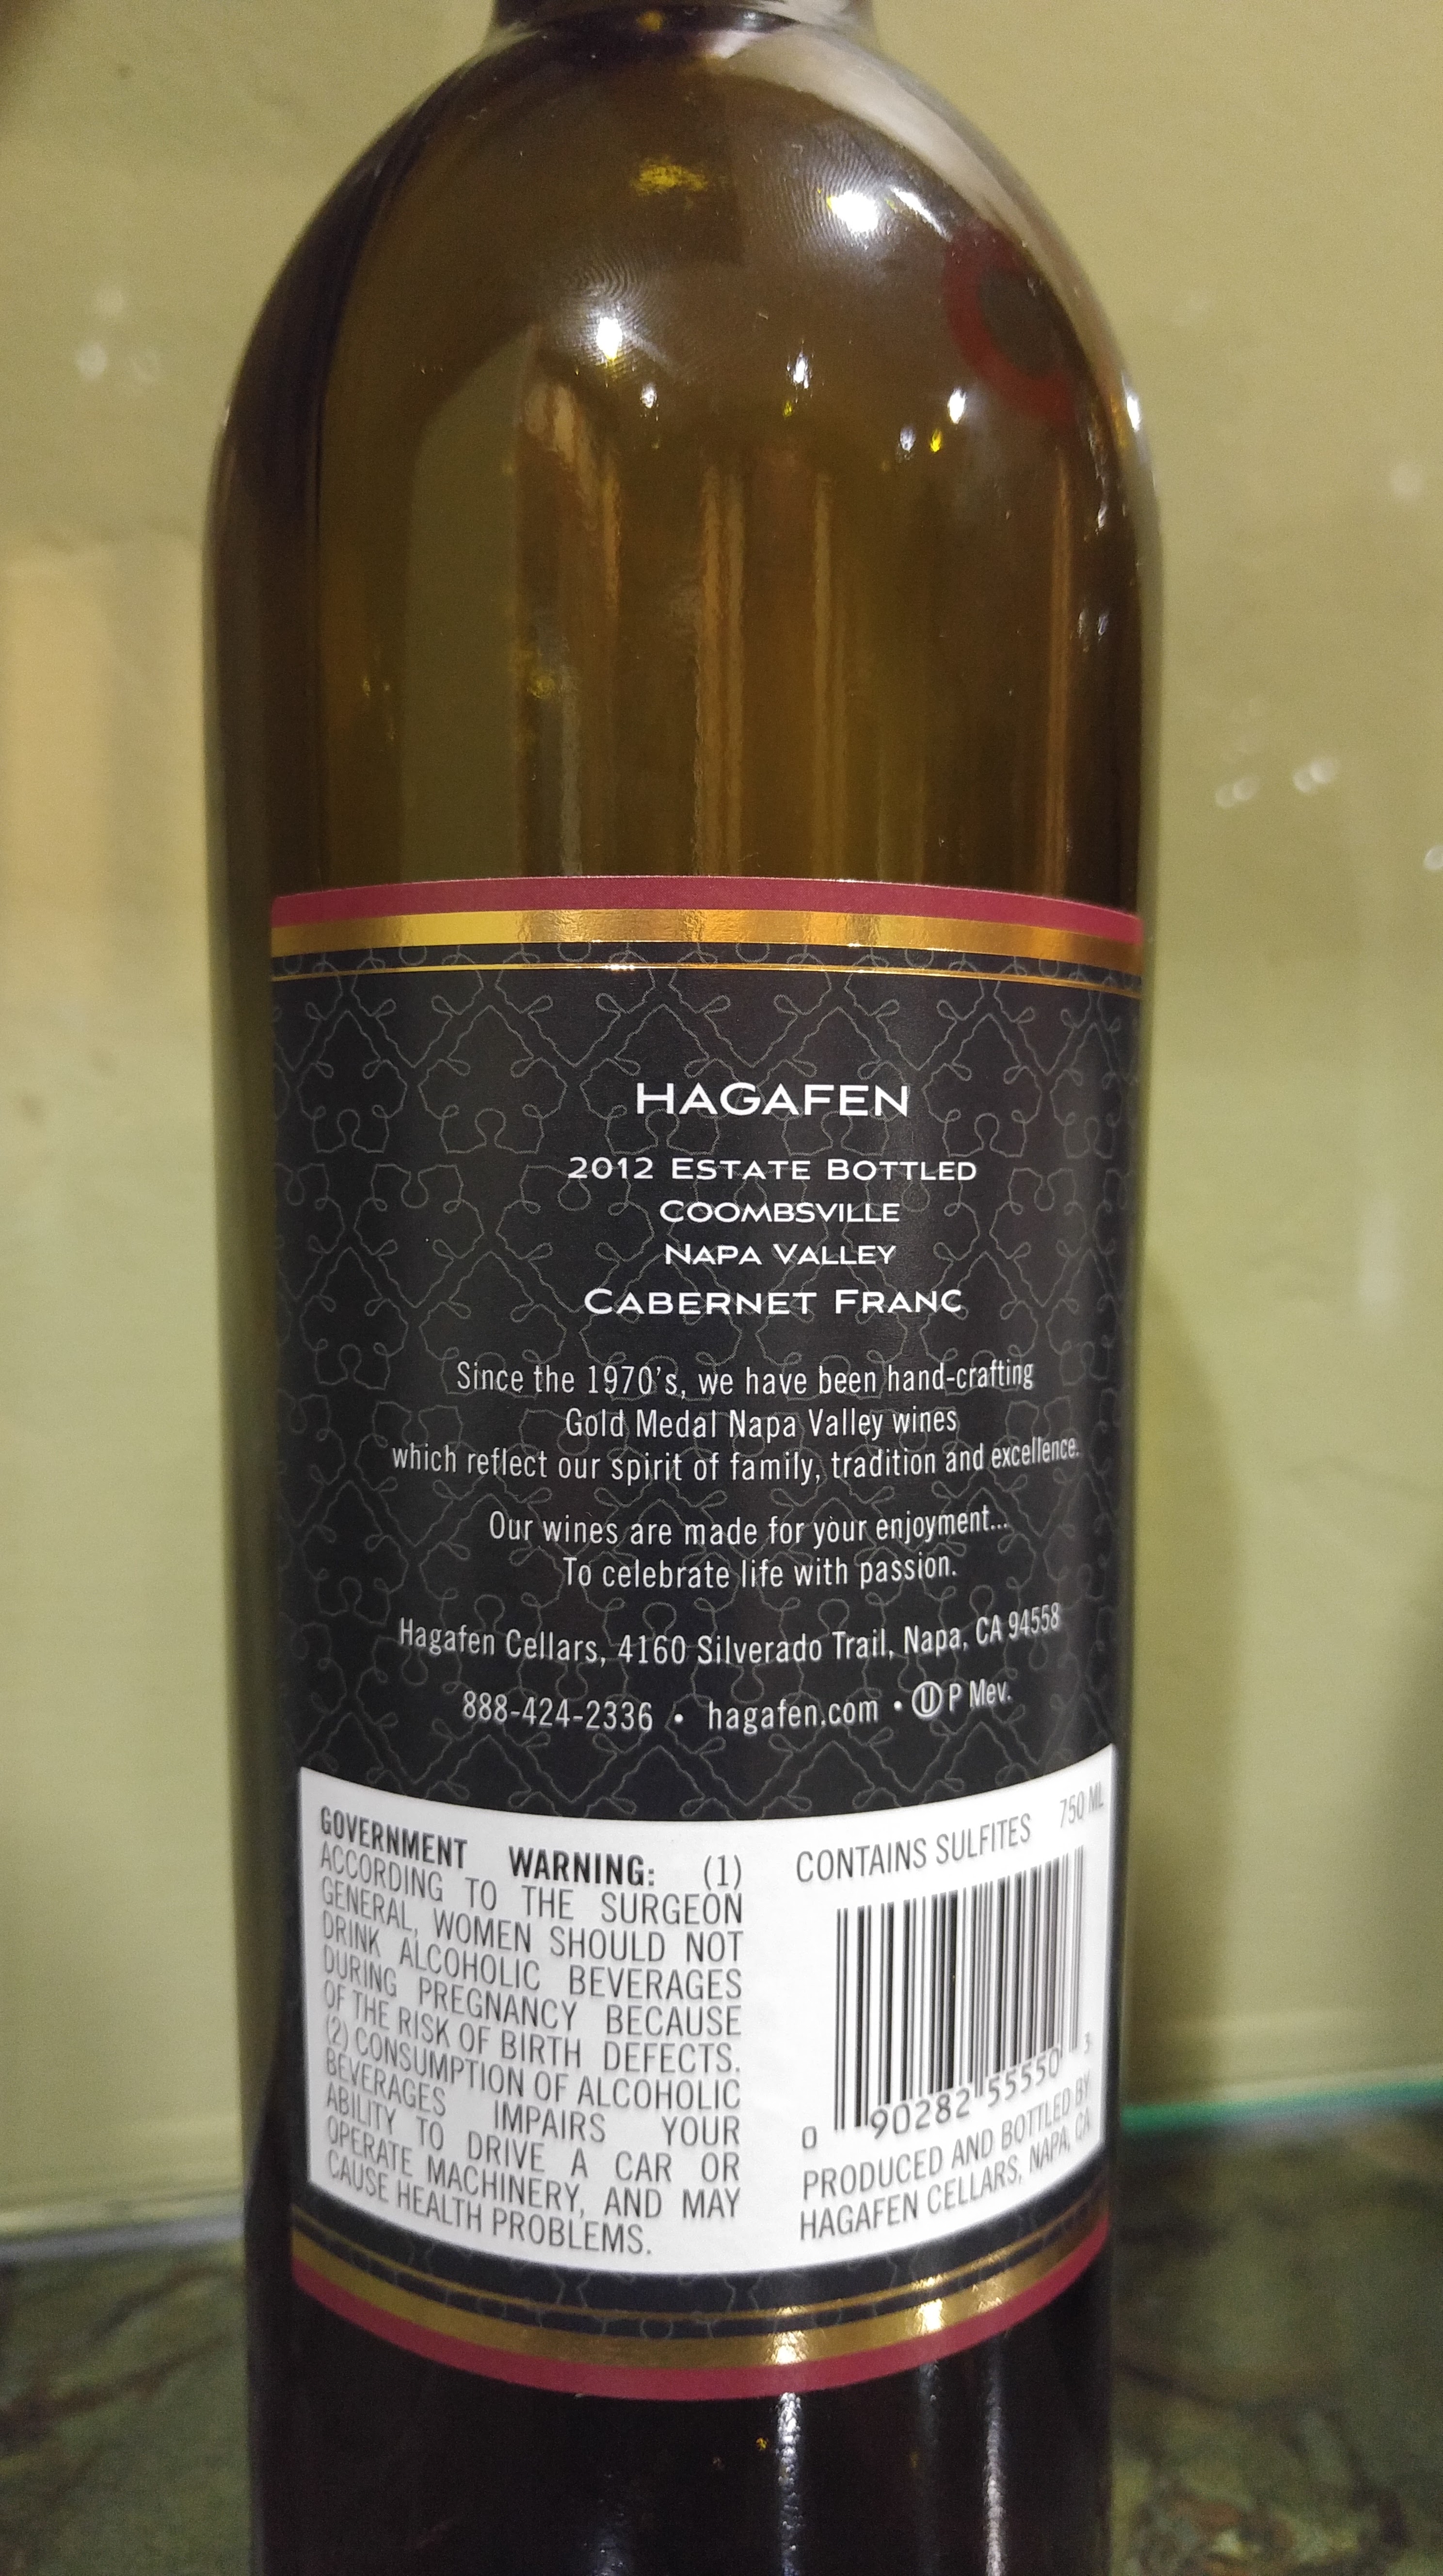 HAGAFEN
2012 ESTATE BOTTLED
COOMBSVILLE
NAPA VALLEY
CABERNET FRANC
Since the 1970's, we have been hand-crafting
Gold Medal Napa Valley wines
which reflect our spirit of family, tradition and excellence.
Our wines are made for your enjoyment...
To celebrate life with passion.
Hagafen Cellars, 4160 Silverado Trail, Napa, CA 94558
888-424-2336 • hagafen.com • Ⓤ P Mev.
GOVERNMENT WARNING: (1)
ACCORDING TO THE SURGEON
GENERAL, WOMEN SHOULD NOT
DRINK ALCOHOLIC BEVERAGES
DURING PREGNANCY BECAUSE
OF THE RISK OF BIRTH DEFECTS.
(2) CONSUMPTION OF ALCOHOLIC
BEVERAGES IMPAIRS YOUR
ABILITY TO DRIVE A CAR OR
OPERATE MACHINERY, AND MAY
CAUSE HEALTH PROBLEMS.
CONTAINS SULFITES 750 ML
0 90282 55550 3
PRODUCED AND BOTTLED BY
HAGAFEN CELLARS, NAPA, CA